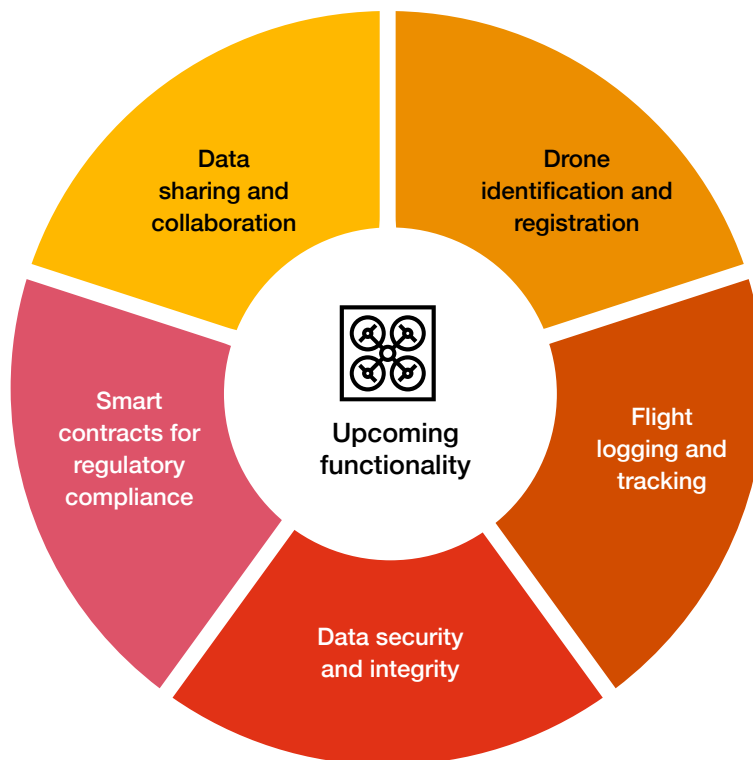 Data
sharing and
collaboration
Drone
identification and
registration
Smart
contracts for
regulatory
compliance
Upcoming
functionality
Flight
logging and
tracking
Data security
and integrity